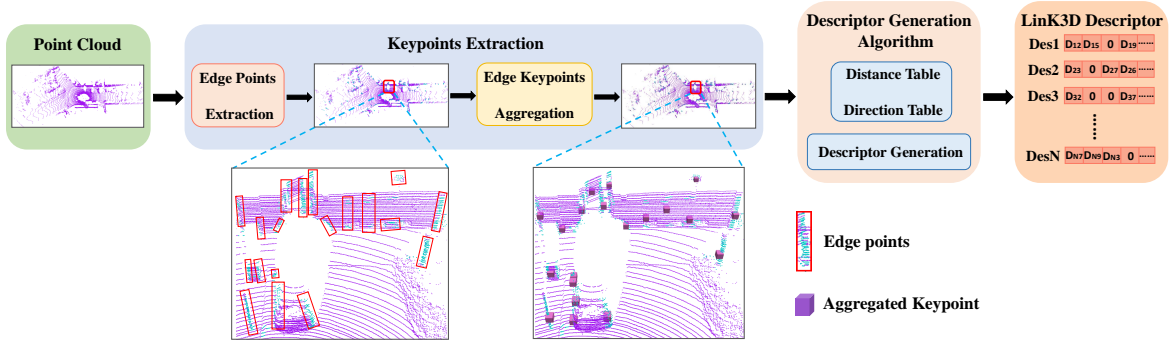 Point Cloud
Keypoints Extraction
Edge Points
Extraction
Edge Keypoints
Aggregation
Descriptor Generation
Algorithm
Distance Table
Direction Table
Descriptor Generation
LinK3D Descriptor
Des1 D12 D15 0 D19 ......
Des2 D23 0 D27 D26 ......
Des3 D32 0 0 D37 ......
......
DesN DN7 DN9 DN3 0 ......
Edge points
Aggregated Keypoint